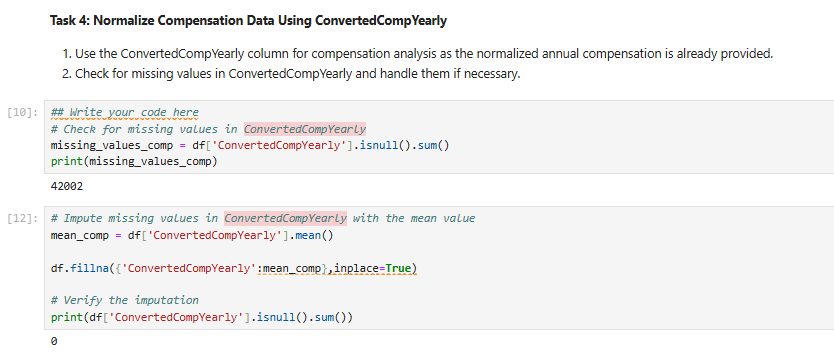 Task 4: Normalize Compensation Data Using ConvertedCompYearly
1. Use the ConvertedCompYearly column for compensation analysis as the normalized annual compensation is already provided.
2. Check for missing values in ConvertedCompYearly and handle them if necessary.
[10]: ## Write your code here
# Check for missing values in ConvertedCompYearly
missing_values_comp = df['ConvertedCompYearly'].isnull().sum()
print(missing_values_comp)
42002
[12]: # Impute missing values in ConvertedCompYearly with the mean value
mean_comp = df['ConvertedCompYearly'].mean()
df.fillna({'ConvertedCompYearly':mean_comp},inplace=True)
# Verify the imputation
print(df['ConvertedCompYearly'].isnull().sum())
0